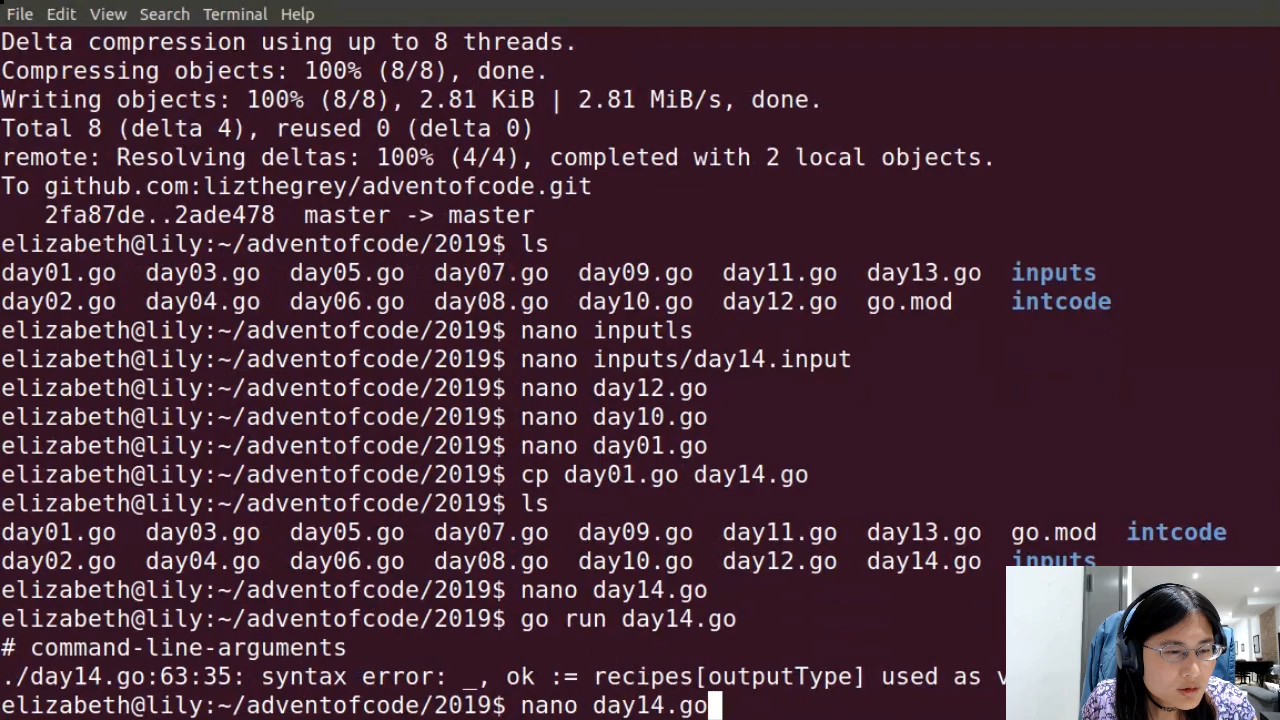 File Edit View Search Terminal Help
Delta compression using up to 8 threads.
Compressing objects: 100% (8/8), done.
Writing objects: 100% (8/8), 2.81 KiB | 2.81 MiB/s, done.
Total 8 (delta 4), reused 0 (delta 0)
remote: Resolving deltas: 100% (4/4), completed with 2 local objects.
To github.com:lizthegrey/adventofcode.git
   2fa87de..2ade478  master -> master
elizabeth@lily:~/adventofcode/2019$ ls
day01.go  day03.go  day05.go  day07.go  day09.go  day11.go  day13.go  inputs
day02.go  day04.go  day06.go  day08.go  day10.go  day12.go  go.mod    intcode
elizabeth@lily:~/adventofcode/2019$ nano inputls
elizabeth@lily:~/adventofcode/2019$ nano inputs/day14.input
elizabeth@lily:~/adventofcode/2019$ nano day12.go
elizabeth@lily:~/adventofcode/2019$ nano day10.go
elizabeth@lily:~/adventofcode/2019$ nano day01.go
elizabeth@lily:~/adventofcode/2019$ cp day01.go day14.go
elizabeth@lily:~/adventofcode/2019$ ls
day01.go  day03.go  day05.go  day07.go  day09.go  day11.go  day13.go  go.mod  intcode
day02.go  day04.go  day06.go  day08.go  day10.go  day12.go  day14.go  inputs
elizabeth@lily:~/adventofcode/2019$ nano day14.go
elizabeth@lily:~/adventofcode/2019$ go run day14.go
# command-line-arguments
./day14.go:63:35: syntax error: _, ok := recipes[outputType] used as
elizabeth@lily:~/adventofcode/2019$ nano day14.go